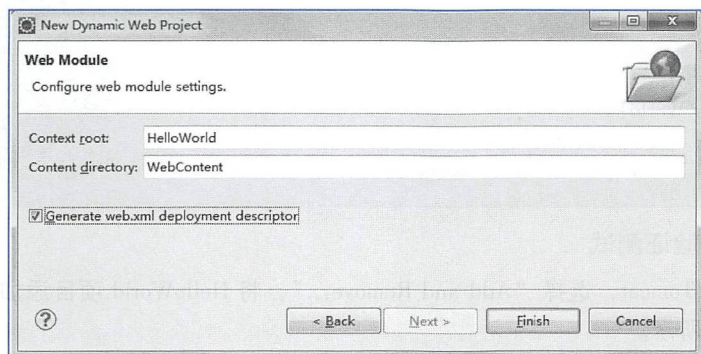 New Dynamic Web Project
Web Module
Configure web module settings.
Context root: HelloWorld
Content directory: WebContent
Generate web.xml deployment descriptor
?
< Back
Next >
Finish
Cancel